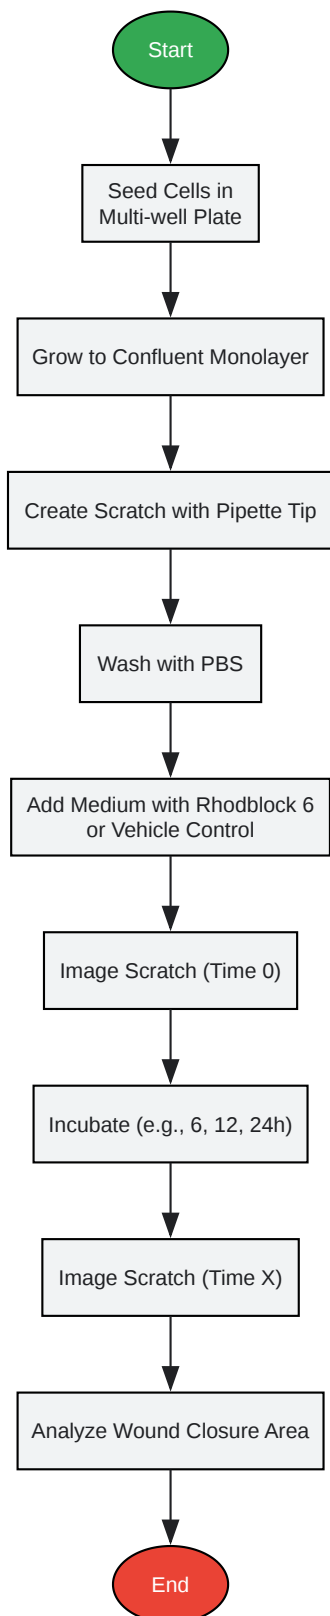 Start
Seed Cells in
Multi-well Plate
Grow to Confluent Monolayer
Create Scratch with Pipette Tip
Wash with PBS
Add Medium with Rhodblock 6
or Vehicle Control
Image Scratch (Time 0)
Incubate (e.g., 6, 12, 24h)
Image Scratch (Time X)
Analyze Wound Closure Area
End